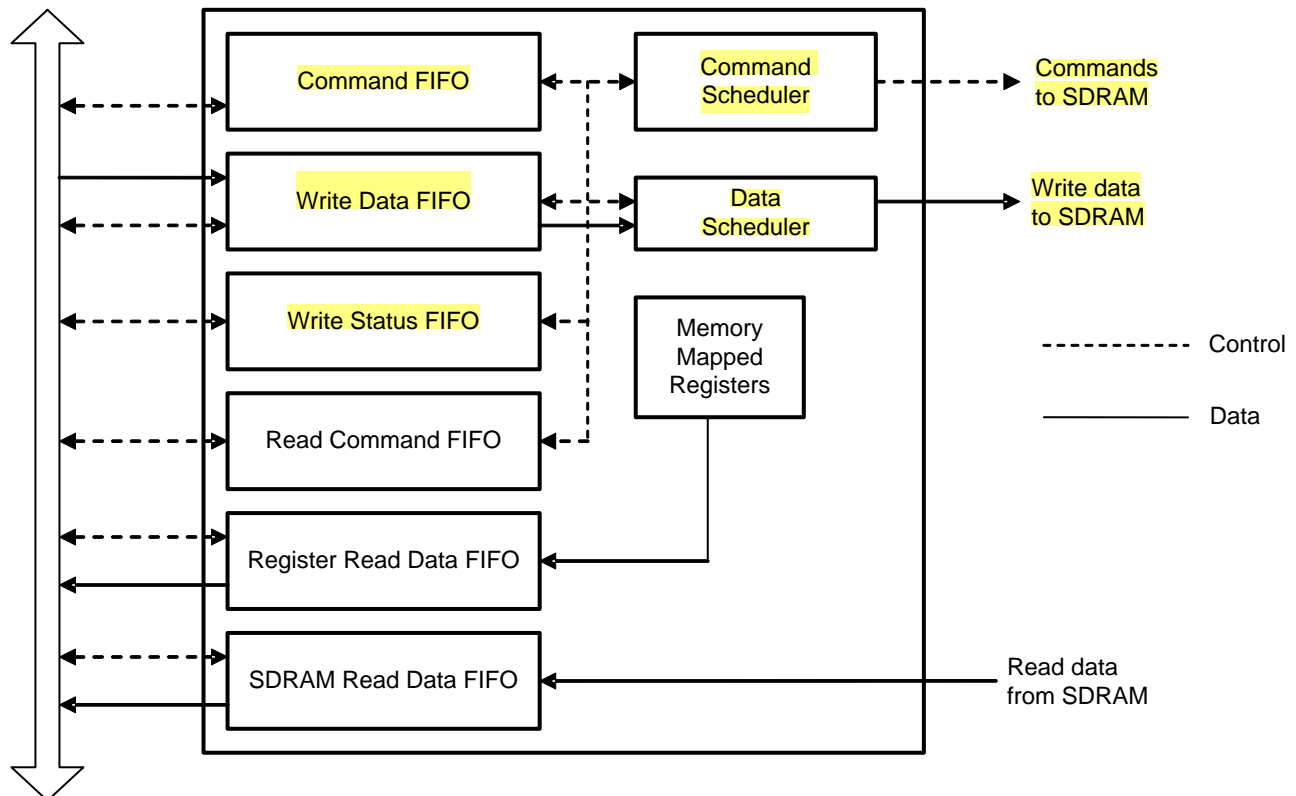 Command FIFO
Command
Scheduler
Commands
to SDRAM
Write Data FIFO
Data
Scheduler
Write data
to SDRAM
Write Status FIFO
Memory
Mapped
Registers
Control
Data
Read Command FIFO
Register Read Data FIFO
SDRAM Read Data FIFO
Read data
from SDRAM